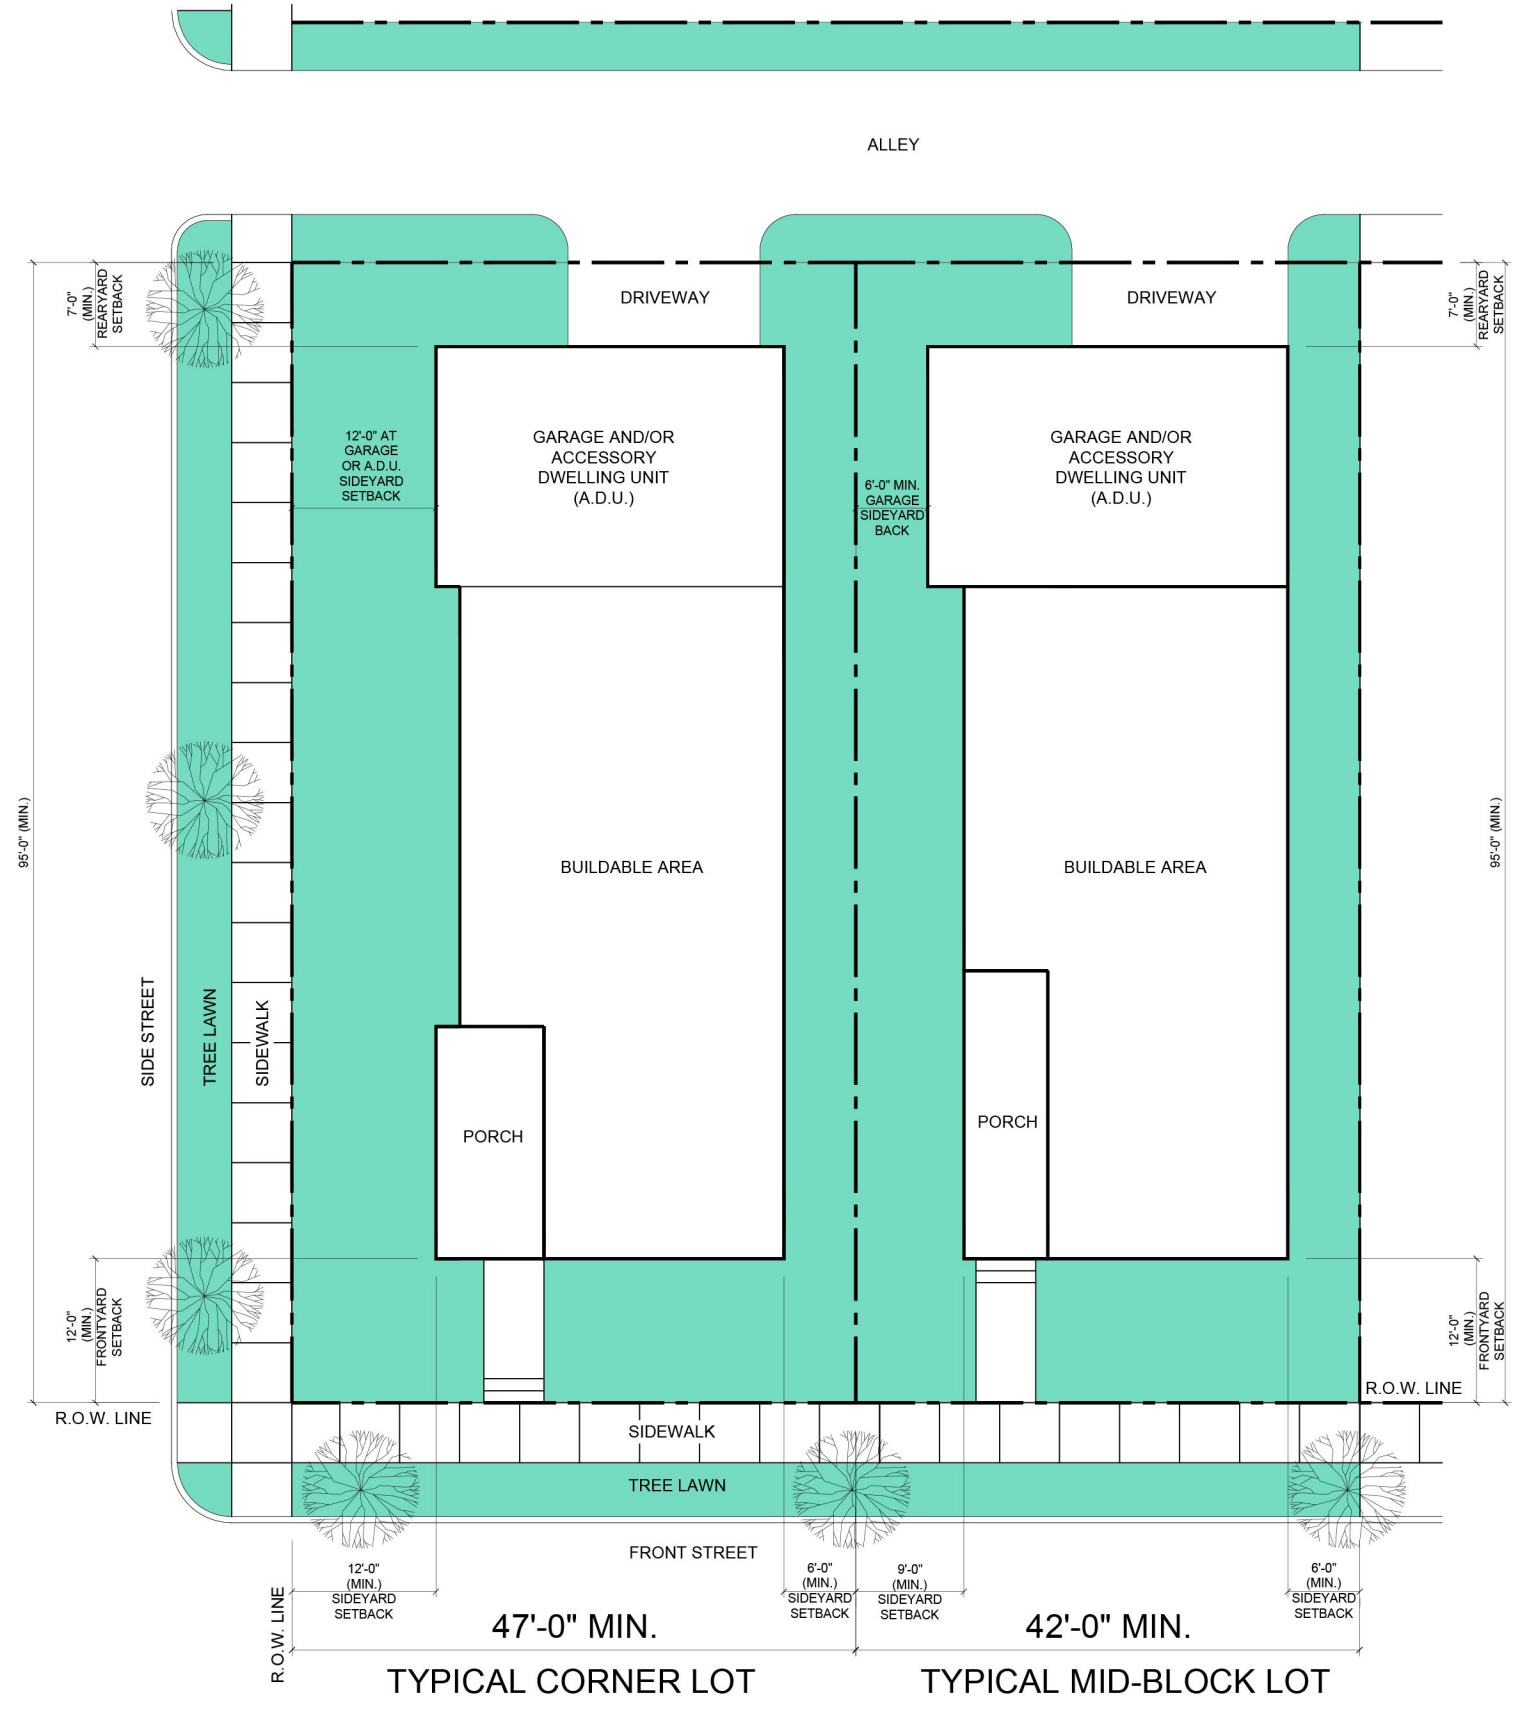 ALLEY
7'-0"
(MIN.)
REARYARD
SETBACK
DRIVEWAY
DRIVEWAY
7'-0"
(MIN.)
REARYARD
SETBACK
12'-0" AT
GARAGE
OR A.D.U.
SIDEYARD
SETBACK
GARAGE AND/OR
ACCESSORY
DWELLING UNIT
(A.D.U.)
6'-0" MIN.
GARAGE
SIDEYARD
BACK
GARAGE AND/OR
ACCESSORY
DWELLING UNIT
(A.D.U.)
95'-0" (MIN.)
BUILDABLE AREA
BUILDABLE AREA
95'-0" (MIN.)
SIDE STREET
TREE LAWN
SIDEWALK
PORCH
PORCH
12'-0"
(MIN.)
FRONTYARD
SETBACK
12'-0"
(MIN.)
FRONTYARD
SETBACK
R.O.W. LINE
R.O.W. LINE
SIDEWALK
TREE LAWN
FRONT STREET
R.O.W. LINE
12'-0"
(MIN.)
SIDEYARD
SETBACK
6'-0"
(MIN.)
SIDEYARD
SETBACK
9'-0"
(MIN.)
SIDEYARD
SETBACK
6'-0"
(MIN.)
SIDEYARD
SETBACK
47'-0" MIN.
42'-0" MIN.
TYPICAL CORNER LOT
TYPICAL MID-BLOCK LOT